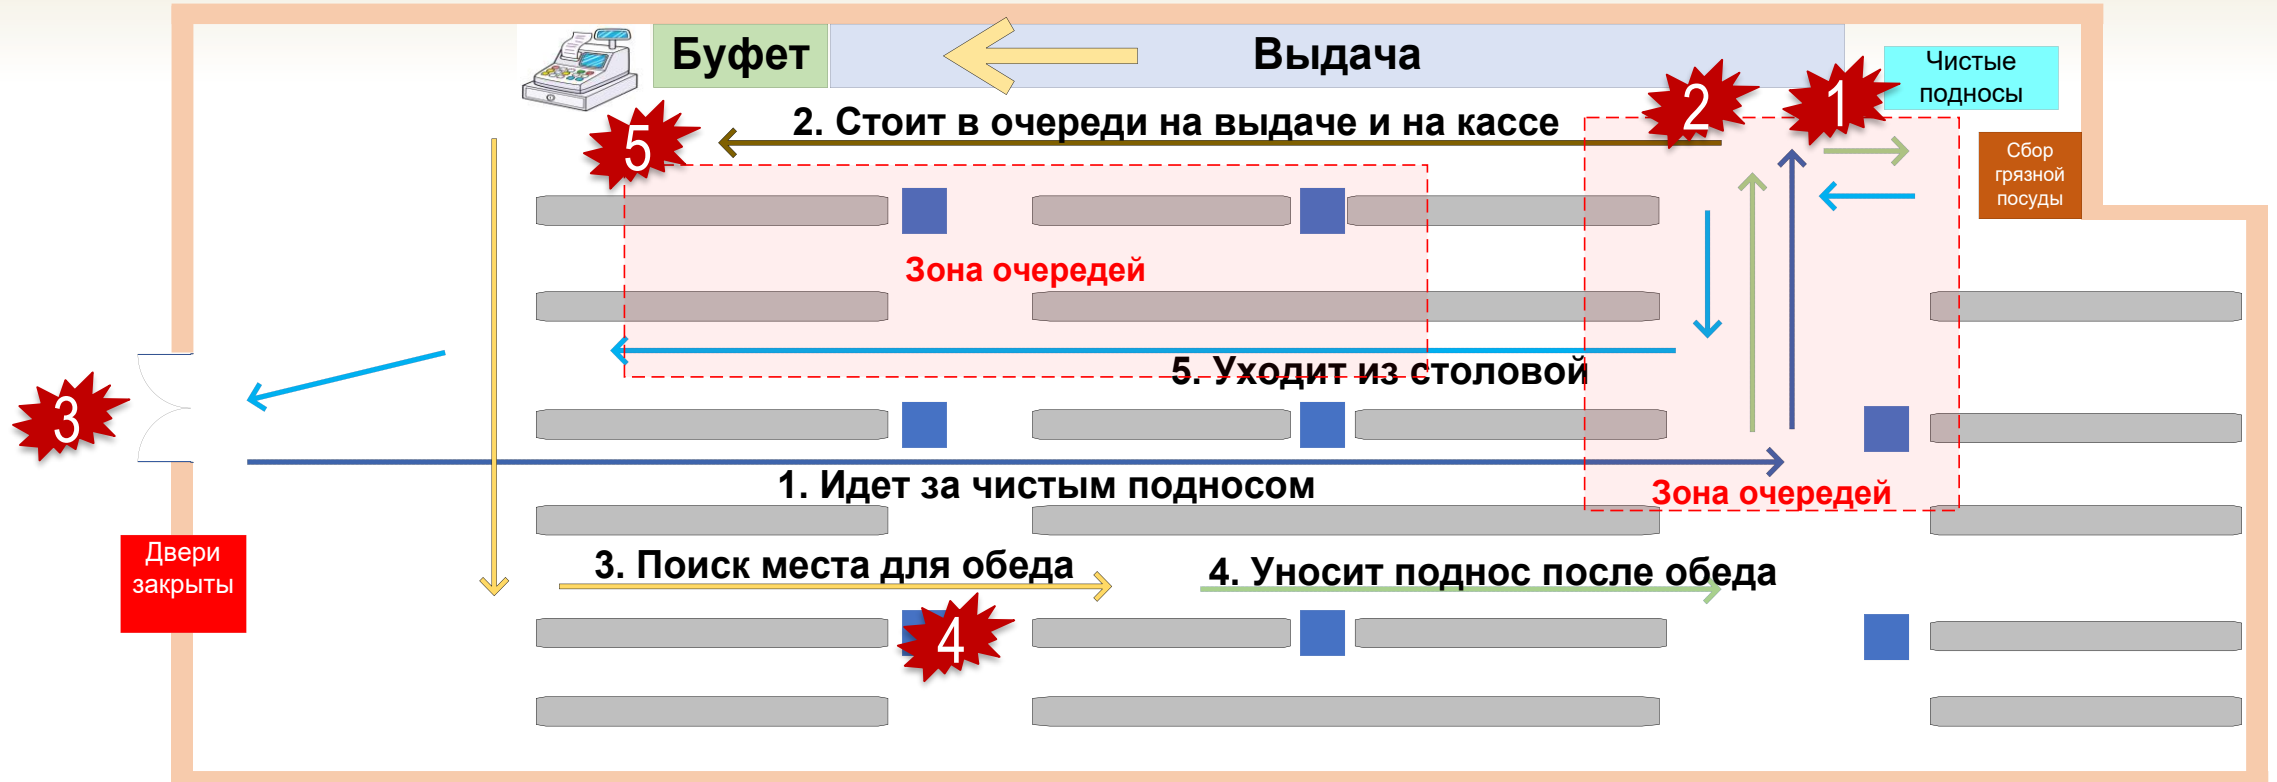 Буфет
Выдача
Чистые
подносы
2
1
5
2. Стоит в очереди на выдаче и на кассе
Сбор
грязной
посуды
Зона очередей
5. Уходит из столовой
3
1. Идет за чистым подносом
Зона очередей
Двери
закрыты
3. Поиск места для обеда
4. Уносит поднос после обеда
4